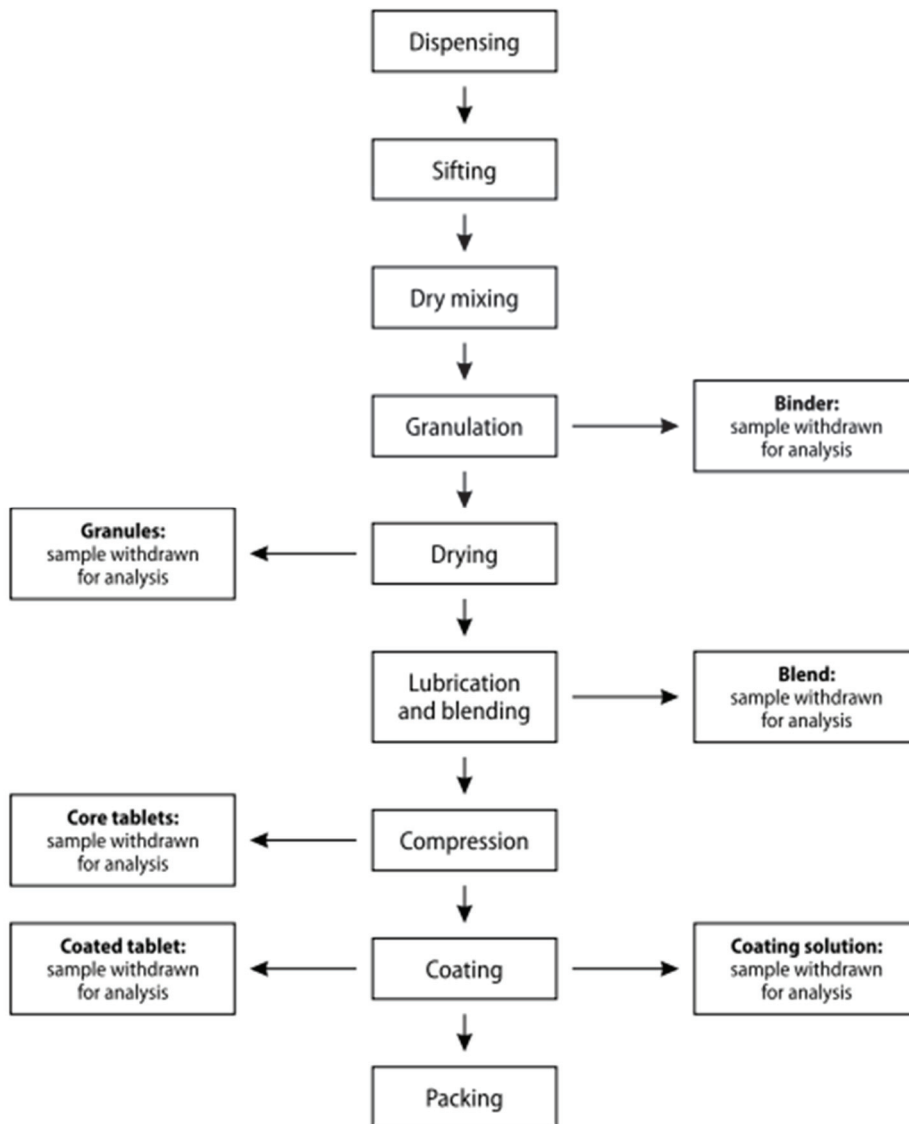 Dispensing
Sifting
Dry mixing
Granulation
Binder:
sample withdrawn
for analysis
Granules:
sample withdrawn
for analysis
Drying
Lubrication
and blending
Blend:
sample withdrawn
for analysis
Core tablets:
sample withdrawn
for analysis
Compression
Coated tablet:
sample withdrawn
for analysis
Coating
Coating solution:
sample withdrawn
for analysis
Packing